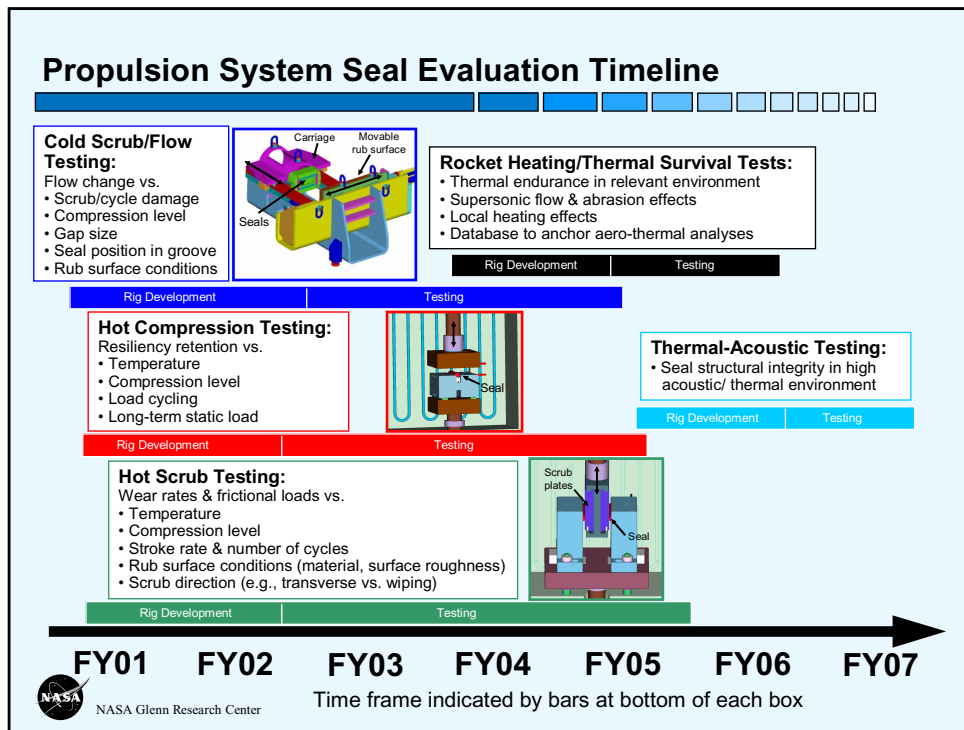 Propulsion System Seal Evaluation Timeline
Cold Scrub/Flow
Testing:
Flow change vs.
• Scrub/cycle damage
• Compression level
• Gap size
• Seal position in groove
• Rub surface conditions
Carriage
Movable
rub surface
Seals
Rocket Heating/Thermal Survival Tests:
• Thermal endurance in relevant environment
• Supersonic flow & abrasion effects
• Local heating effects
• Database to anchor aero-thermal analyses
Rig Development
Testing
Rig Development
Testing
Hot Compression Testing:
Resiliency retention vs.
• Temperature
• Compression level
• Load cycling
• Long-term static load
Seal
Thermal-Acoustic Testing:
• Seal structural integrity in high
acoustic/ thermal environment
Rig Development
Testing
Rig Development
Testing
Hot Scrub Testing:
Wear rates & frictional loads vs.
• Temperature
• Compression level
• Stroke rate & number of cycles
• Rub surface conditions (material, surface roughness)
• Scrub direction (e.g., transverse vs. wiping)
Scrub
plates
Seal
Rig Development
Testing
FY01 FY02 FY03 FY04 FY05 FY06 FY07
NASA
NASA Glenn Research Center
Time frame indicated by bars at bottom of each box